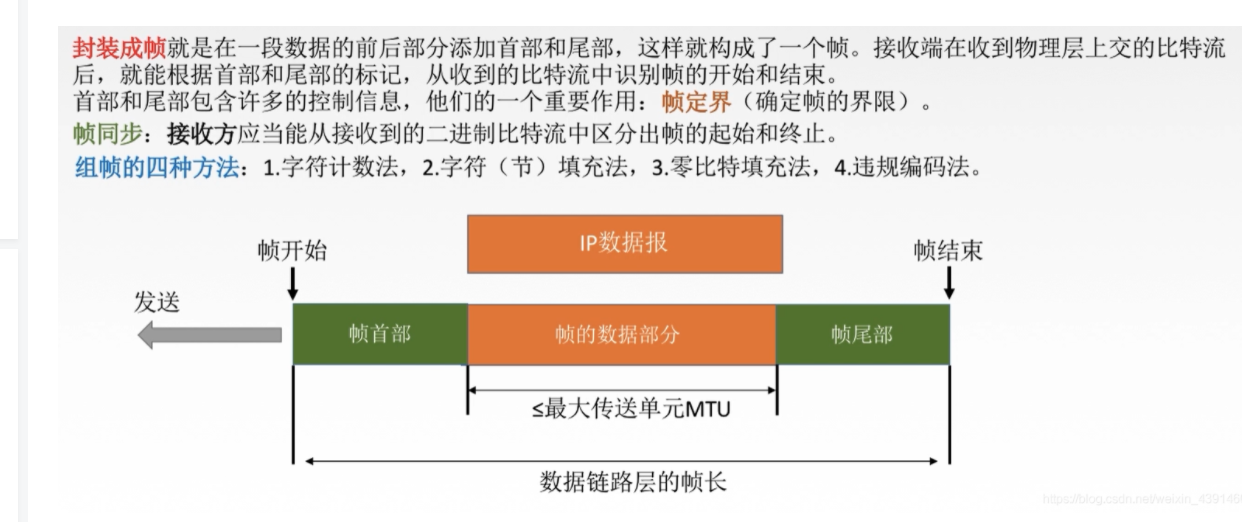 封装成帧就是在一段数据的前后部分添加首部和尾部，这样就构成了一个帧。接收端在收到物理层上交的比特流
后，就能根据首部和尾部的标记，从收到的比特流中识别帧的开始和结束。
首部和尾部包含许多的控制信息，他们的一个重要作用：帧定界（确定帧的界限）。
帧同步：接收方应当能从接收到的二进制比特流中区分出帧的起始和终止。
组帧的四种方法：1.字符计数法，2.字符（节）填充法，3.零比特填充法，4.违规编码法。
IP数据报
帧开始
帧结束
发送
帧首部
帧的数据部分
帧尾部
≤最大传送单元MTU
数据链路层的帧长
https://blog.csdn.net/weixin_439146